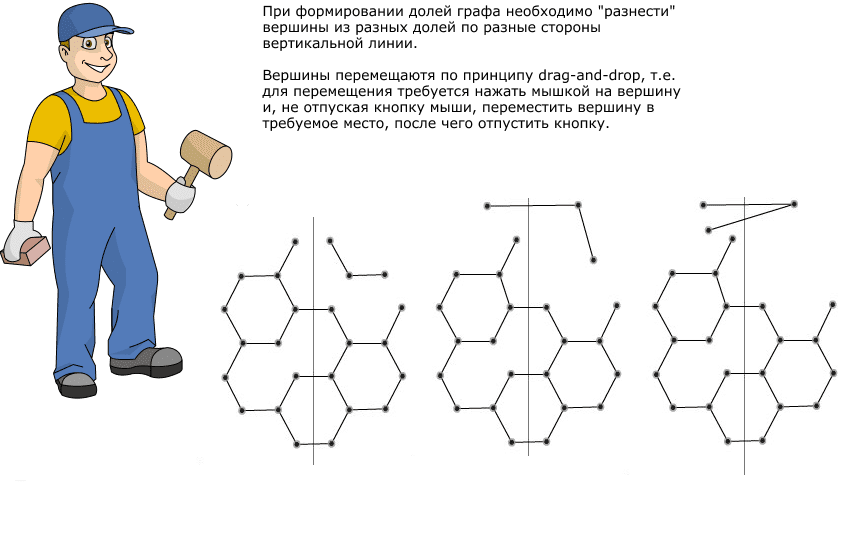 При формировании долей графа необходимо "разнести"
вершины из разных долей по разные стороны
вертикальной линии.
Вершины перемещаются по принципу drag-and-drop, т.е.
для перемещения требуется нажать мышкой на вершину
и, не отпуская кнопку мыши, переместить вершину в
требуемое место, после чего отпустить кнопку.